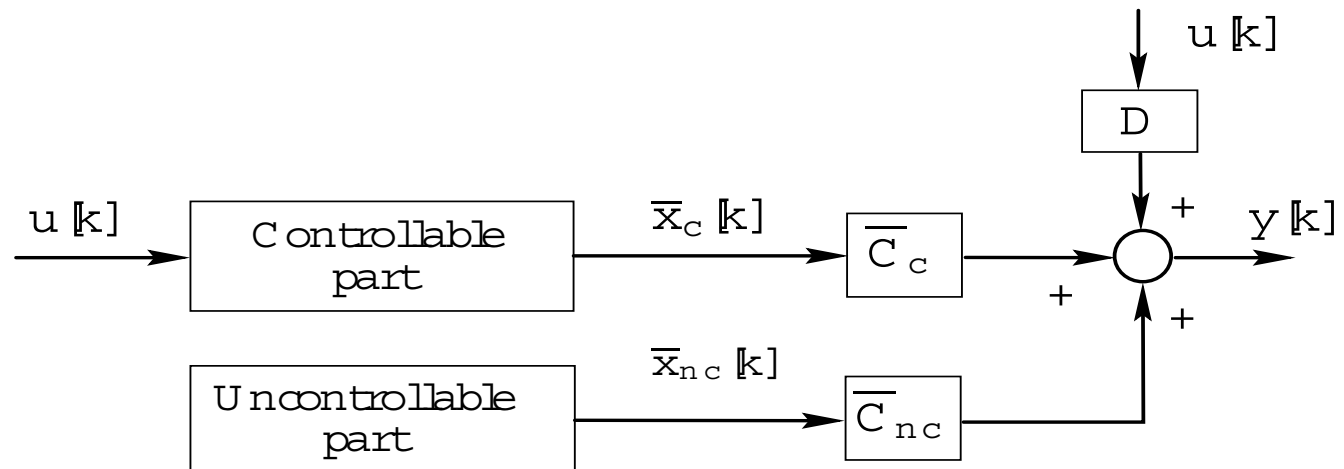 u[k]
D
+
u[k]
Controllable
part
x̅c[k]
C̅c
+
y[k]
Uncontrollable
part
x̅nc[k]
C̅nc
+